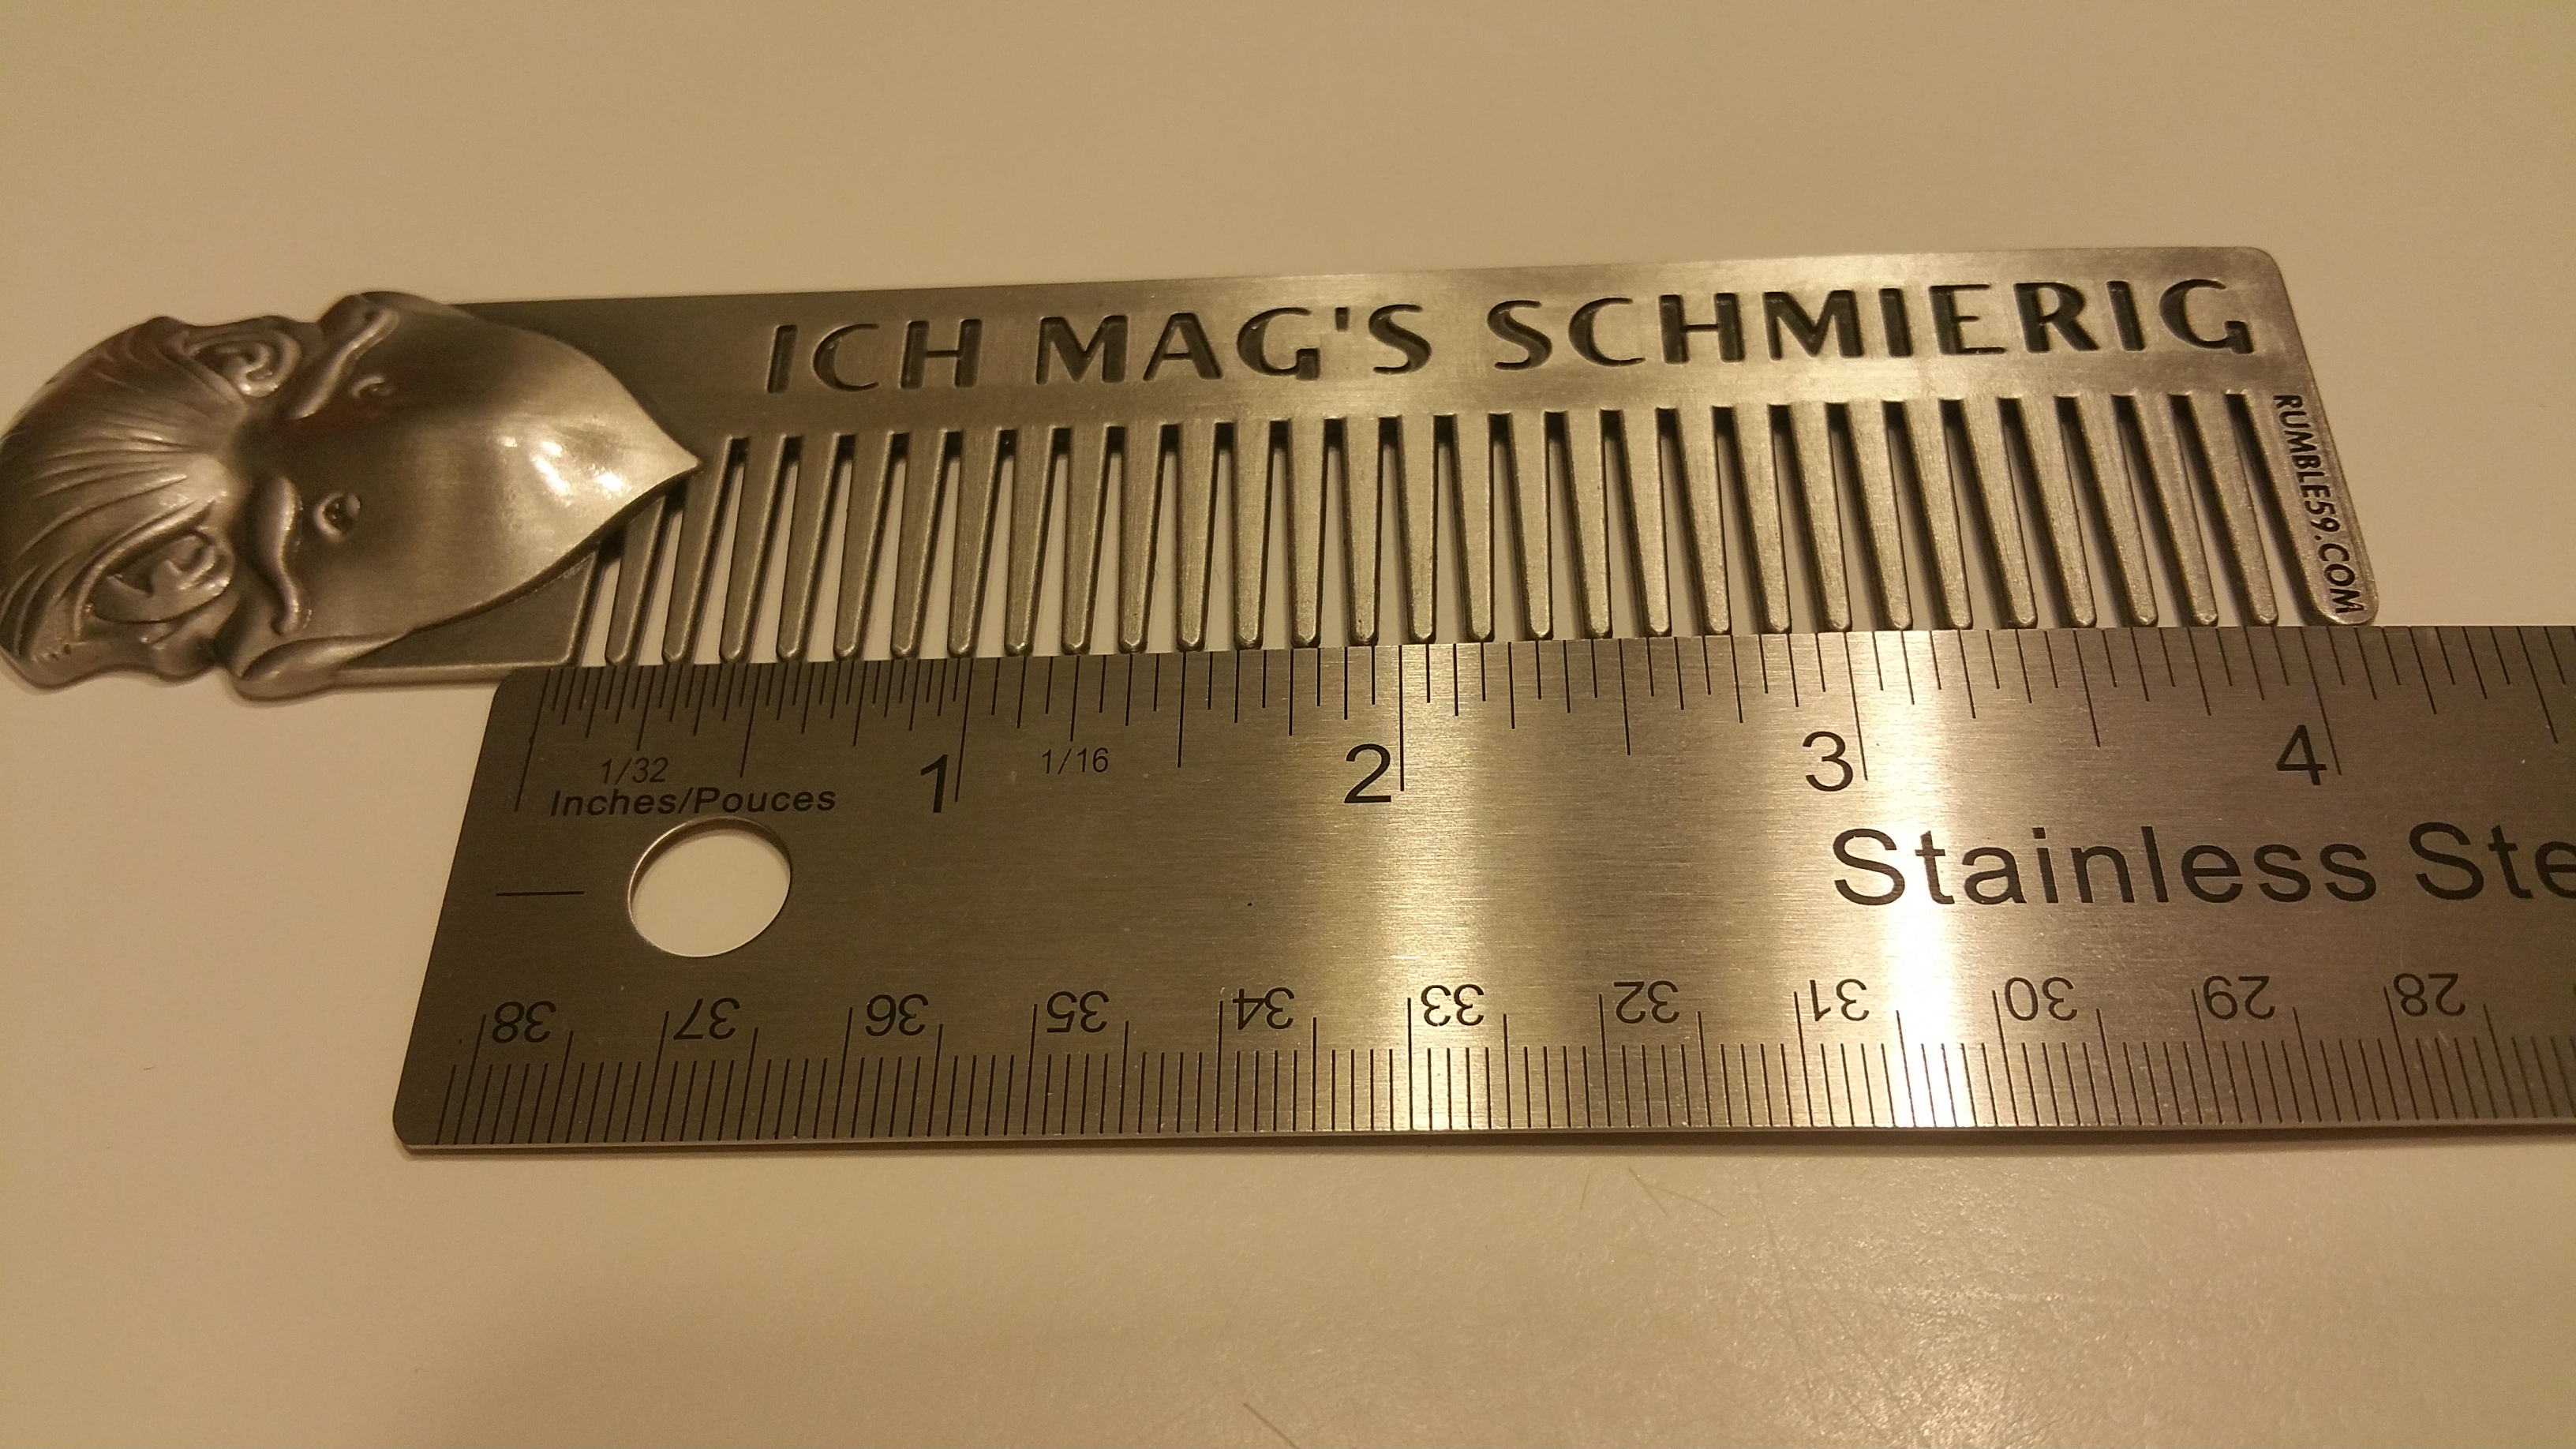 ICH MAG'S SCHMIERIG
RUMBLE59.COM
1/32
Inches/Pouces
1
1/16
2
3
4
Stainless Ste
38 37 36 35 34 33 32 31 30 29 28